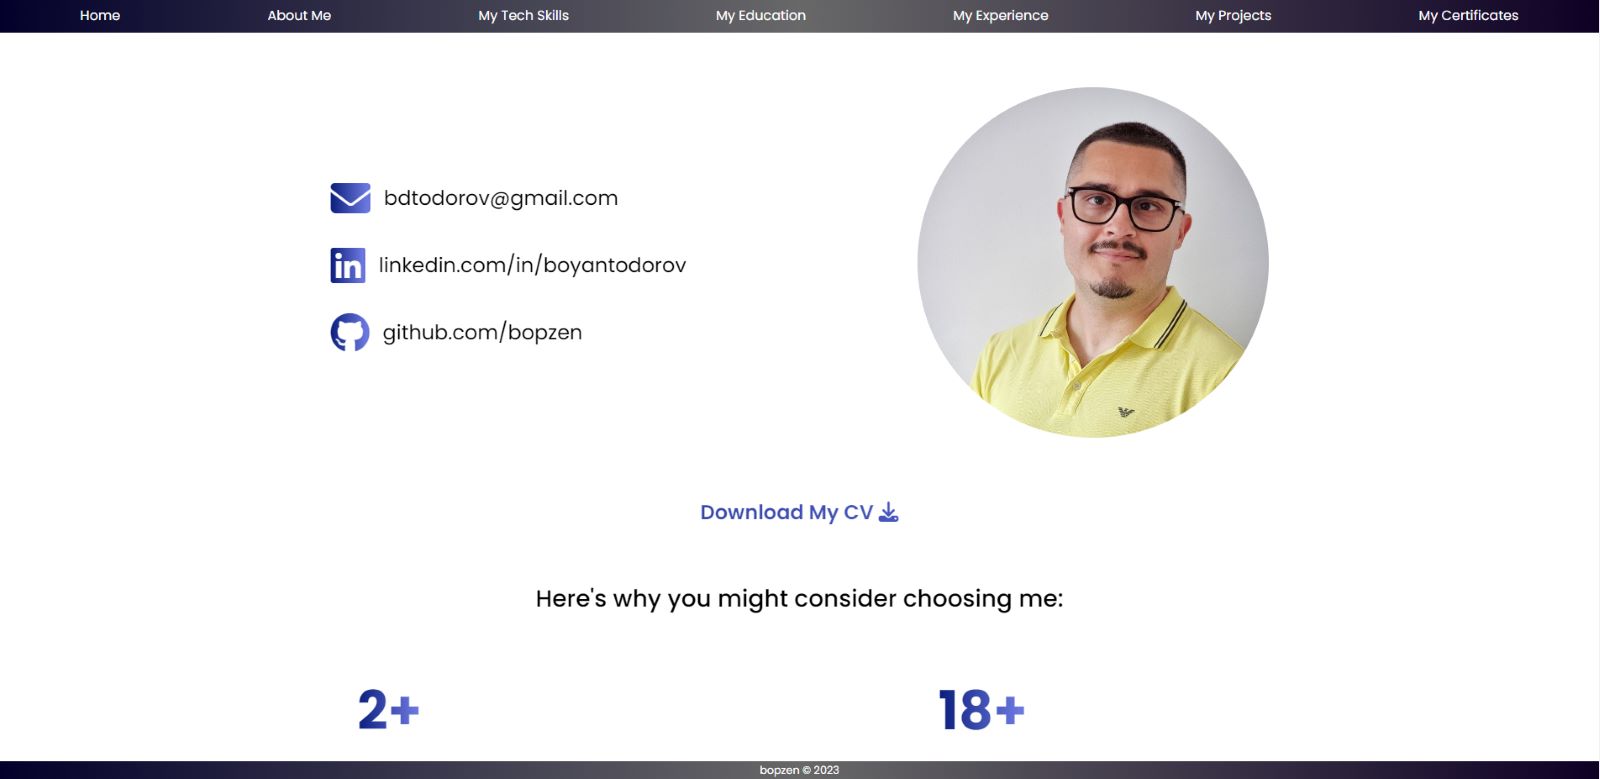 Home About Me My Tech Skills My Education My Experience My Projects My Certificates
bdtodorov@gmail.com
in linkedin.com/in/boyantodorov
github.com/bopzen
Download My CV
Here's why you might consider choosing me:
2+ 18+
bopzen © 2023